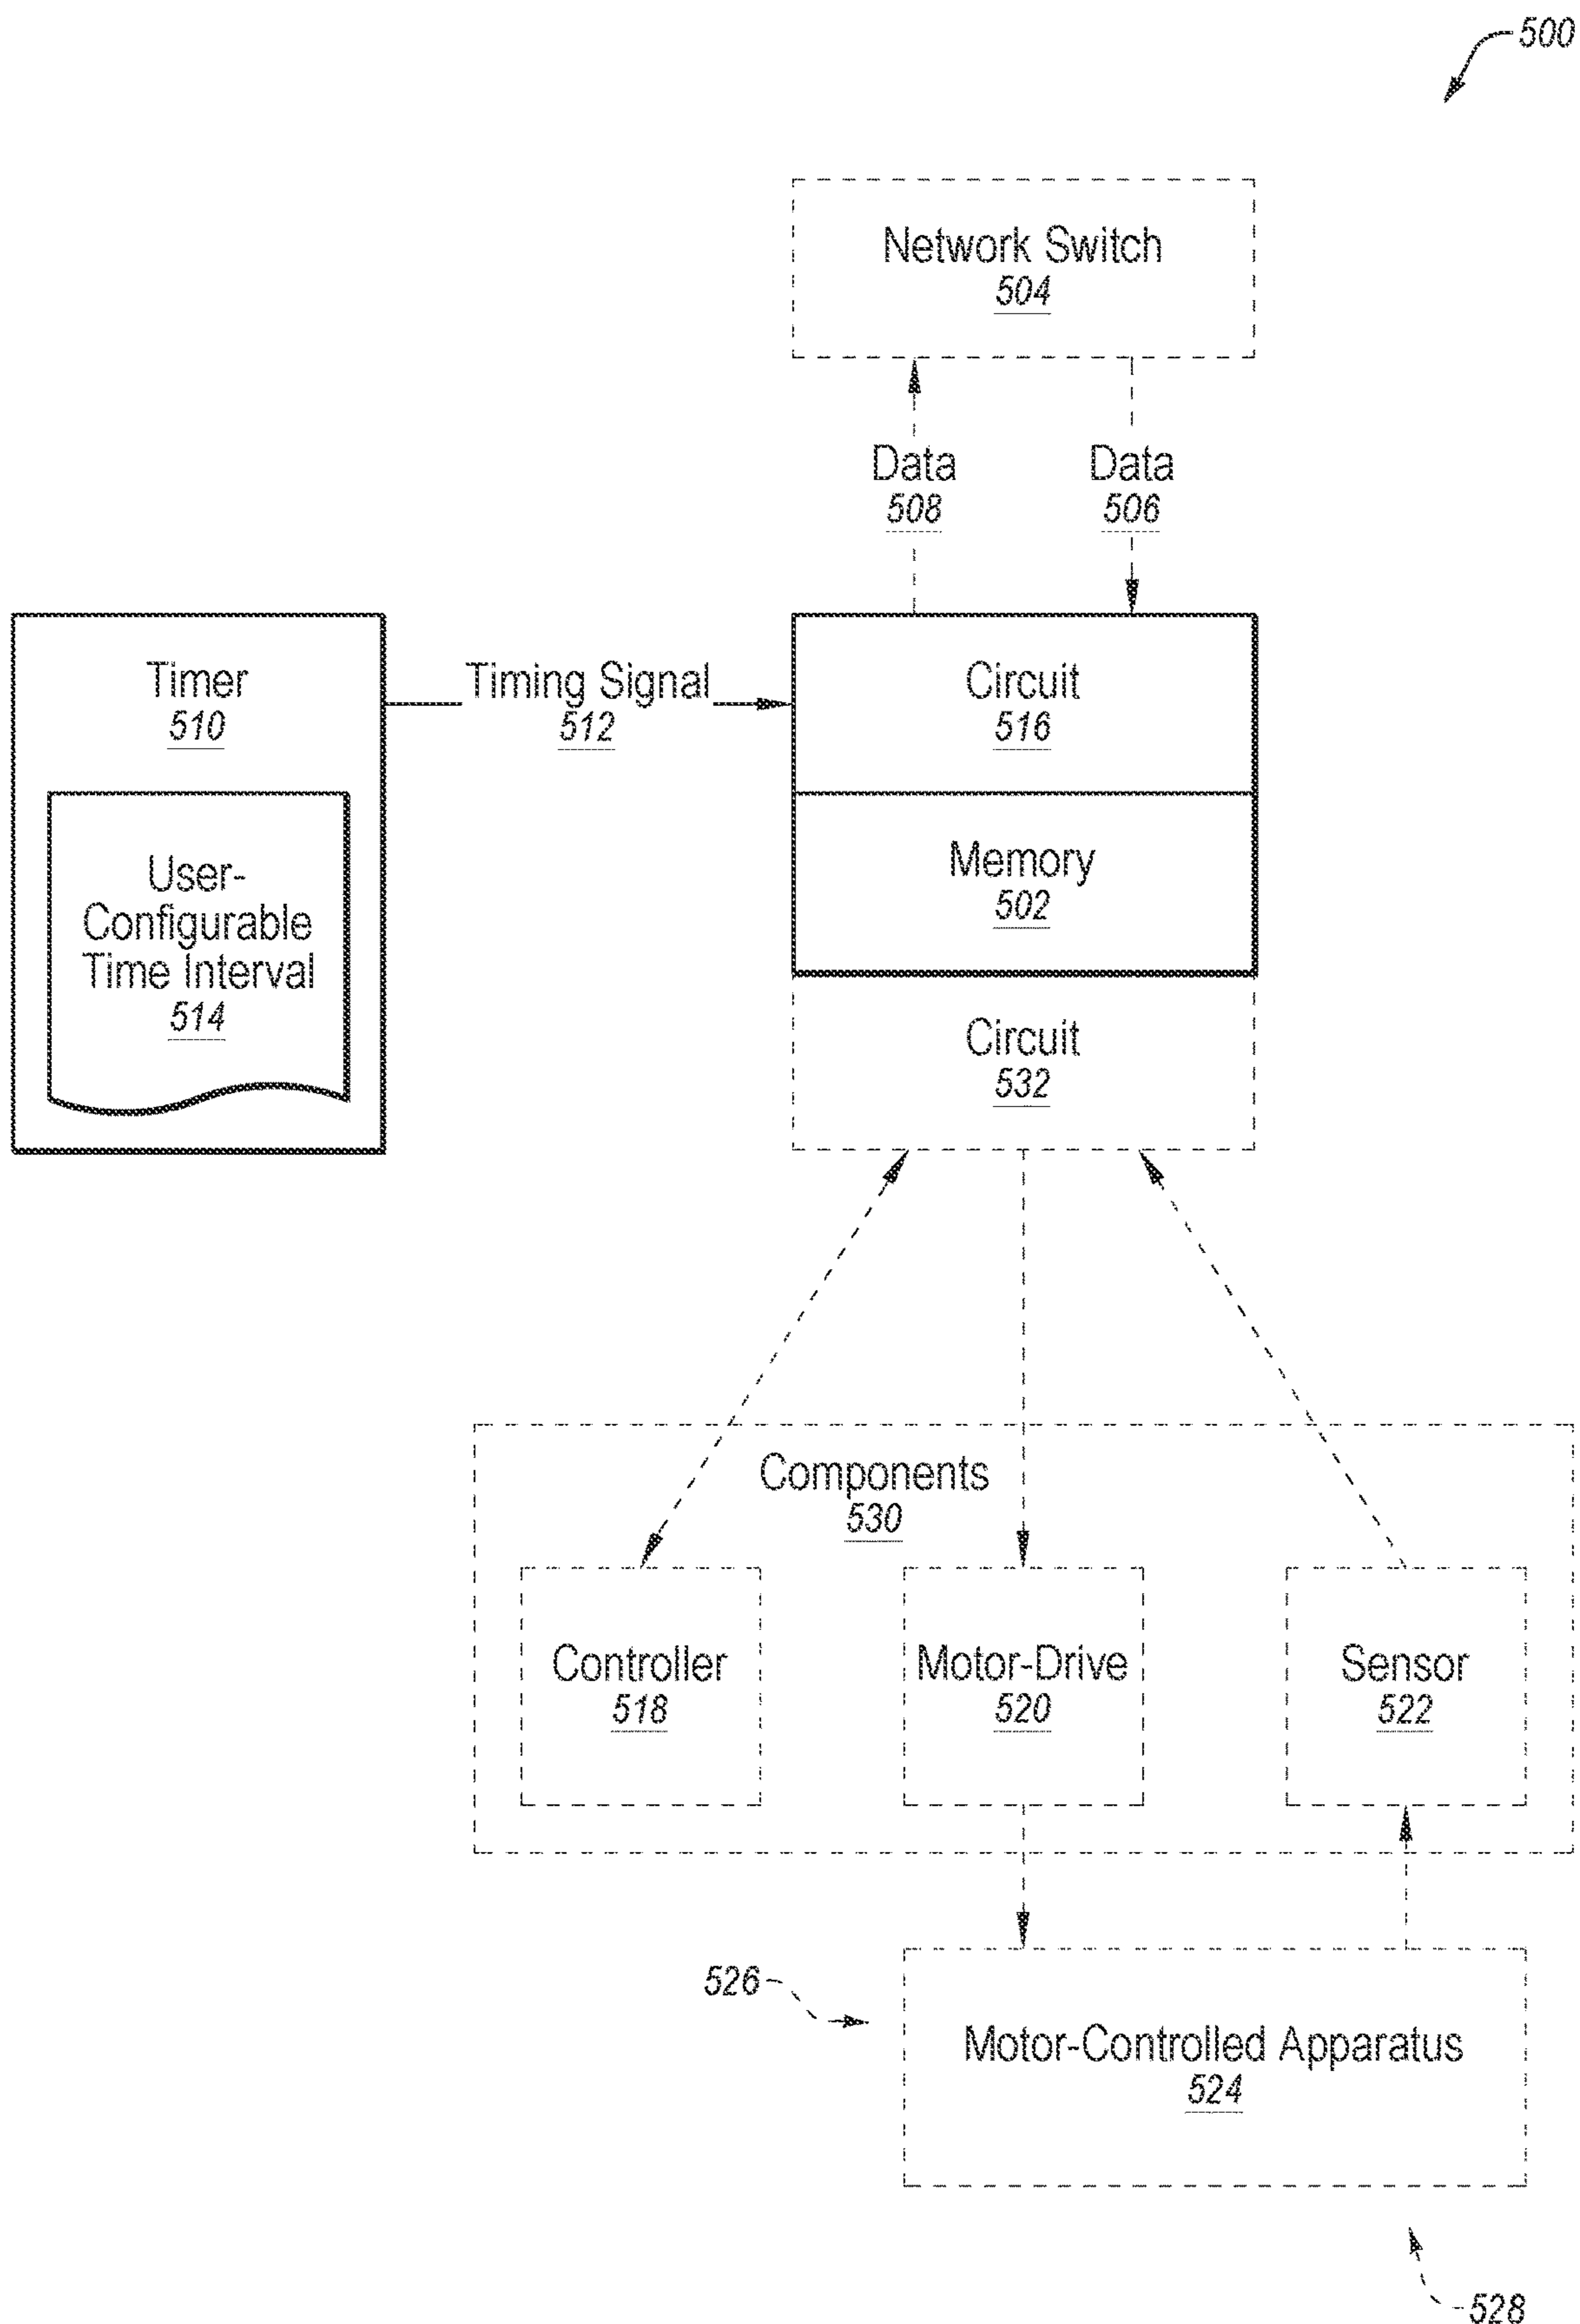 500
Network Switch
504
Data
508
Data
506
Timer
510
Timing Signal
512
Circuit
516
User-
Configurable
Time Interval
514
Memory
502
Circuit
532
Components
530
Controller
518
Motor-Drive
520
Sensor
522
526
Motor-Controlled Apparatus
524
528